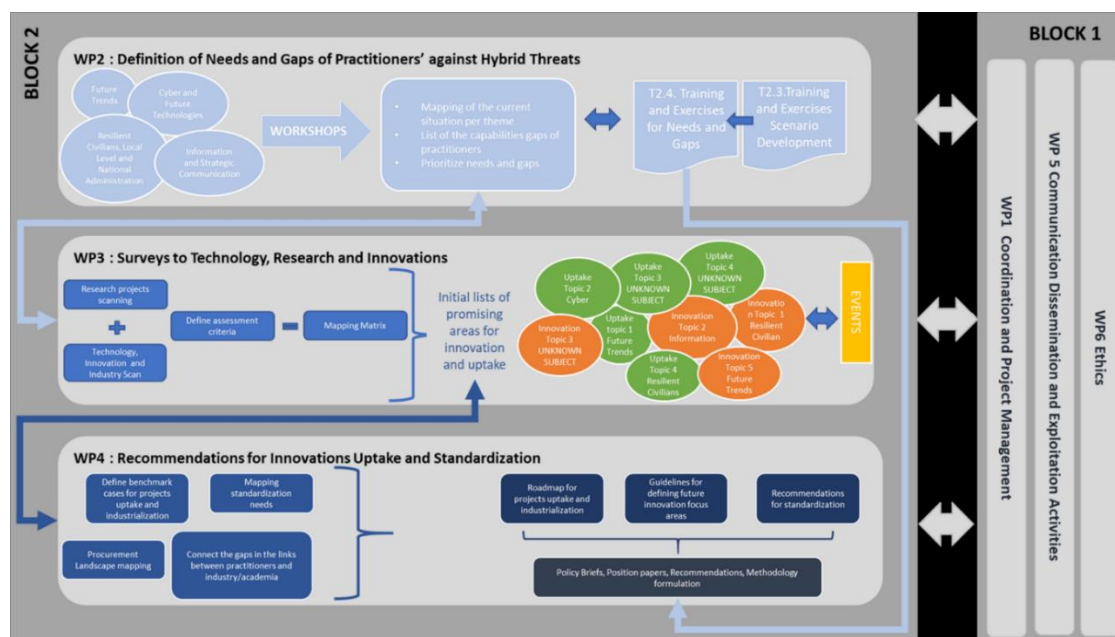 BLOCK 2
WP2 : Definition of Needs and Gaps of Practitioners’ against Hybrid Threats
Future
Trends
Cyber and
Future
Technologies
Resilient
Civilians, Local
Level and
National
Administration
Information
and Strategic
Communication
WORKSHOPS
• Mapping of the current
situation per theme
• List of the capabilities gaps of
practitioners
• Prioritize needs and gaps
T2.4. Training
and Exercises
for Needs and
Gaps
T2.3.Training
and Exercises
Scenario
Development
WP3 : Surveys to Technology, Research and Innovations
Research projects
scanning
Technology,
Innovation and
Industry Scan
Define assessment
criteria
Mapping Matrix
Initial lists of
promising
areas for
innovation
and uptake
Uptake
Topic 2
Cyber
Uptake
Topic 3
UNKNOWN
SUBJECT
Uptake
Topic 4
UNKNOWN
SUBJECT
Innovation
Topic 3
UNKNOWN
SUBJECT
Uptake
topic 1
Future
Trends
Innovation
Topic 2
Information
Innovatio
n Topic 1
Resilient
Civilian
Uptake
Topic 4
Resilient
Civilians
Innovation
Topic 5
Future
Trends
EVENTS
WP4 : Recommendations for Innovations Uptake and Standardization
Define benchmark
cases for projects
uptake and
industrialization
Mapping
standardization
needs
Procurement
Landscape mapping
Connect the gaps in the links
between practitioners and
industry/academia
Roadmap for
projects uptake and
industrialization
Guidelines for
defining future
innovation focus
areas
Recommendations
for standardization
Policy Briefs, Position papers, Recommendations, Methodology
formulation
BLOCK 1
WP1 Coordination and Project Management
WP 5 Communication Dissemination and Exploitation Activities
WP6 Ethics